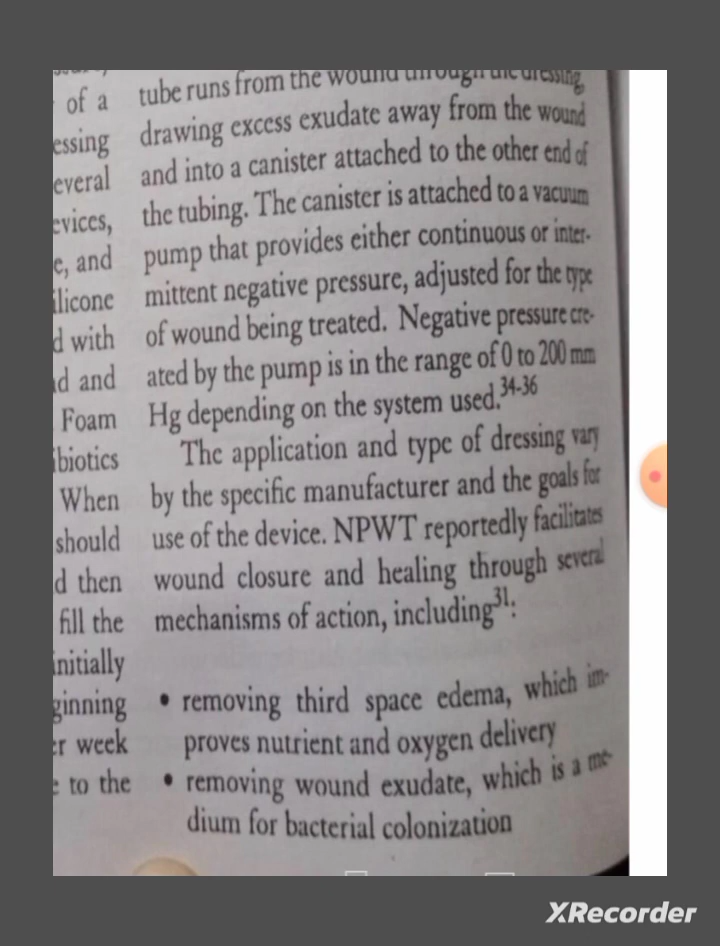 of a
essing
everal
evices,
e, and
ilicone
d with
d and
Foam
biotics
When
should
d then
fill the
initially
ginning
er week
e to the
tube runs from the wound through the dressing,
drawing excess exudate away from the wound
and into a canister attached to the other end of
the tubing. The canister is attached to a vacuum
pump that provides either continuous or inter-
mittent negative pressure, adjusted for the type
of wound being treated. Negative pressure cre-
ated by the pump is in the range of 0 to 200 mm
Hg depending on the system used.34-36
The application and type of dressing vary
by the specific manufacturer and the goals for
use of the device. NPWT reportedly facilitates
wound closure and healing through several
mechanisms of action, including31:
• removing third space edema, which im-
proves nutrient and oxygen delivery
• removing wound exudate, which is a me-
dium for bacterial colonization
XRecorder